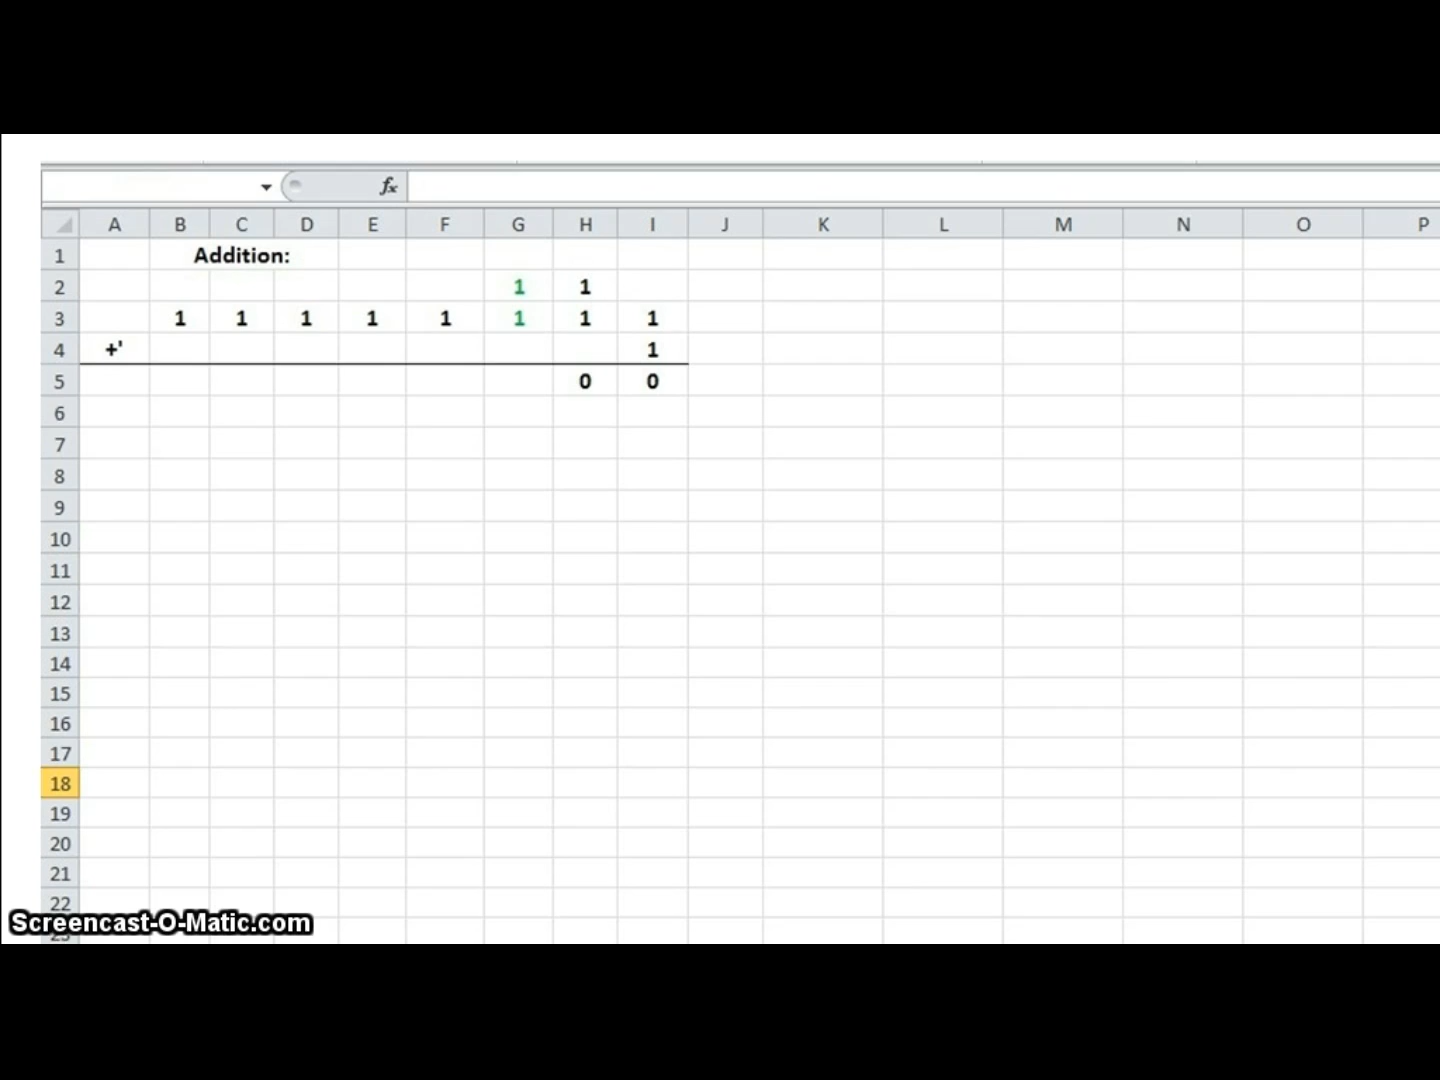 fx
A B C D E F G H I J K L M N O P
1 Addition:
2 1 1
3 1 1 1 1 1 1 1 1
4 +' 1
5 0 0
6
7
8
9
10
11
12
13
14
15
16
17
18
19
20
21
22
Screencast-O-Matic.com
23